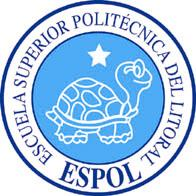 ESCUELA SUPERIOR POLITÉCNICA DEL LITORAL
ESPOL